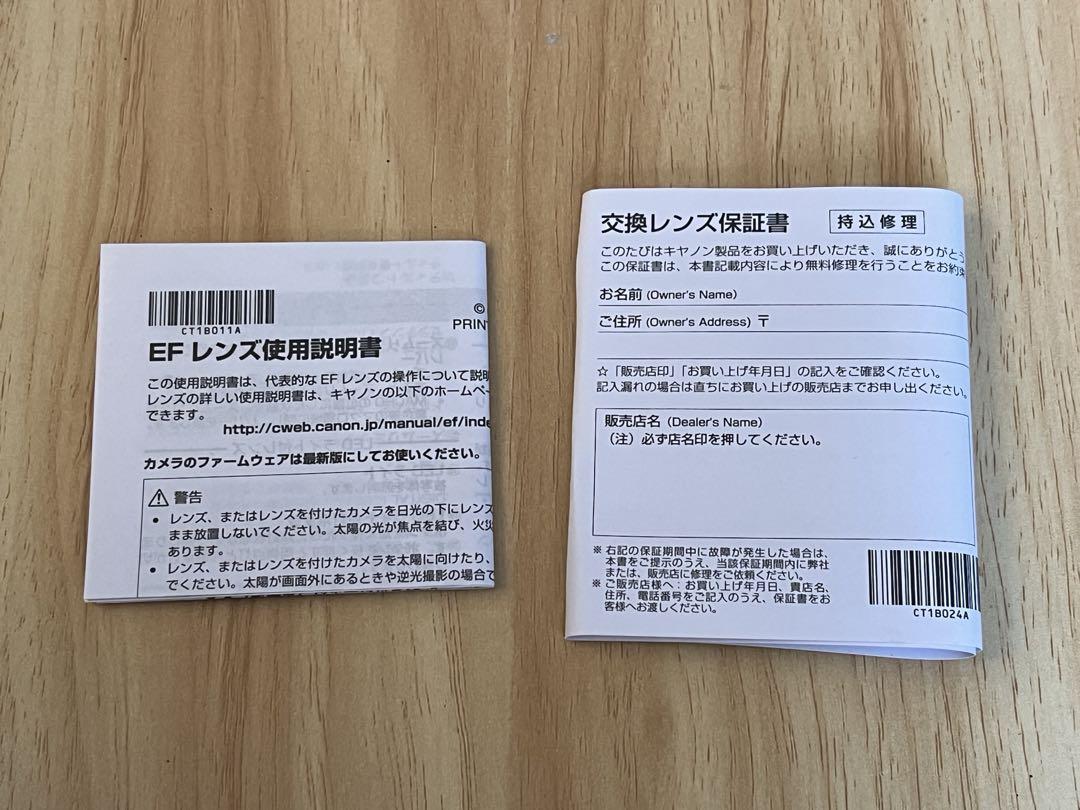 CT1B011A
©
PRIN
EF レンズ使用説明書
この使用説明書は、代表的な EF レンズの操作について説明
レンズの詳しい使用説明書は、キヤノンの以下のホームペー
できます。
http://cweb.canon.jp/manual/ef/inde
カメラのファームウェアは最新版にしてお使いください。
警告
• レンズ、またはレンズを付けたカメラを日光の下にレンズ
まま放置しないでください。太陽の光が焦点を結び、火災
あります。
• レンズ、またはレンズを付けたカメラを太陽に向けたり、
でください。太陽が画面外にあるときや逆光撮影の場合で
交換レンズ保証書
持込修理
このたびはキヤノン製品をお買い上げいただき、誠にありがとう
この保証書は、本書記載内容により無料修理を行うことをお約束
お名前 (Owner's Name)
ご住所 (Owner's Address) 〒
☆「販売店印」「お買い上げ年月日」の記入をご確認ください。
記入漏れの場合は直ちにお買い上げの販売店までお申し出ください。
販売店名 (Dealer's Name)
（注）必ず店名印を押してください。
※ 右記の保証期間中に故障が発生した場合は、
本書をご提示のうえ、当該保証期間内に弊社
または、販売店に修理をご依頼ください。
※ ご販売店様へ：お買い上げ年月日、貴店名、
住所、電話番号をご記入のうえ、保証書をお
客様へお渡しください。
CT1B024A